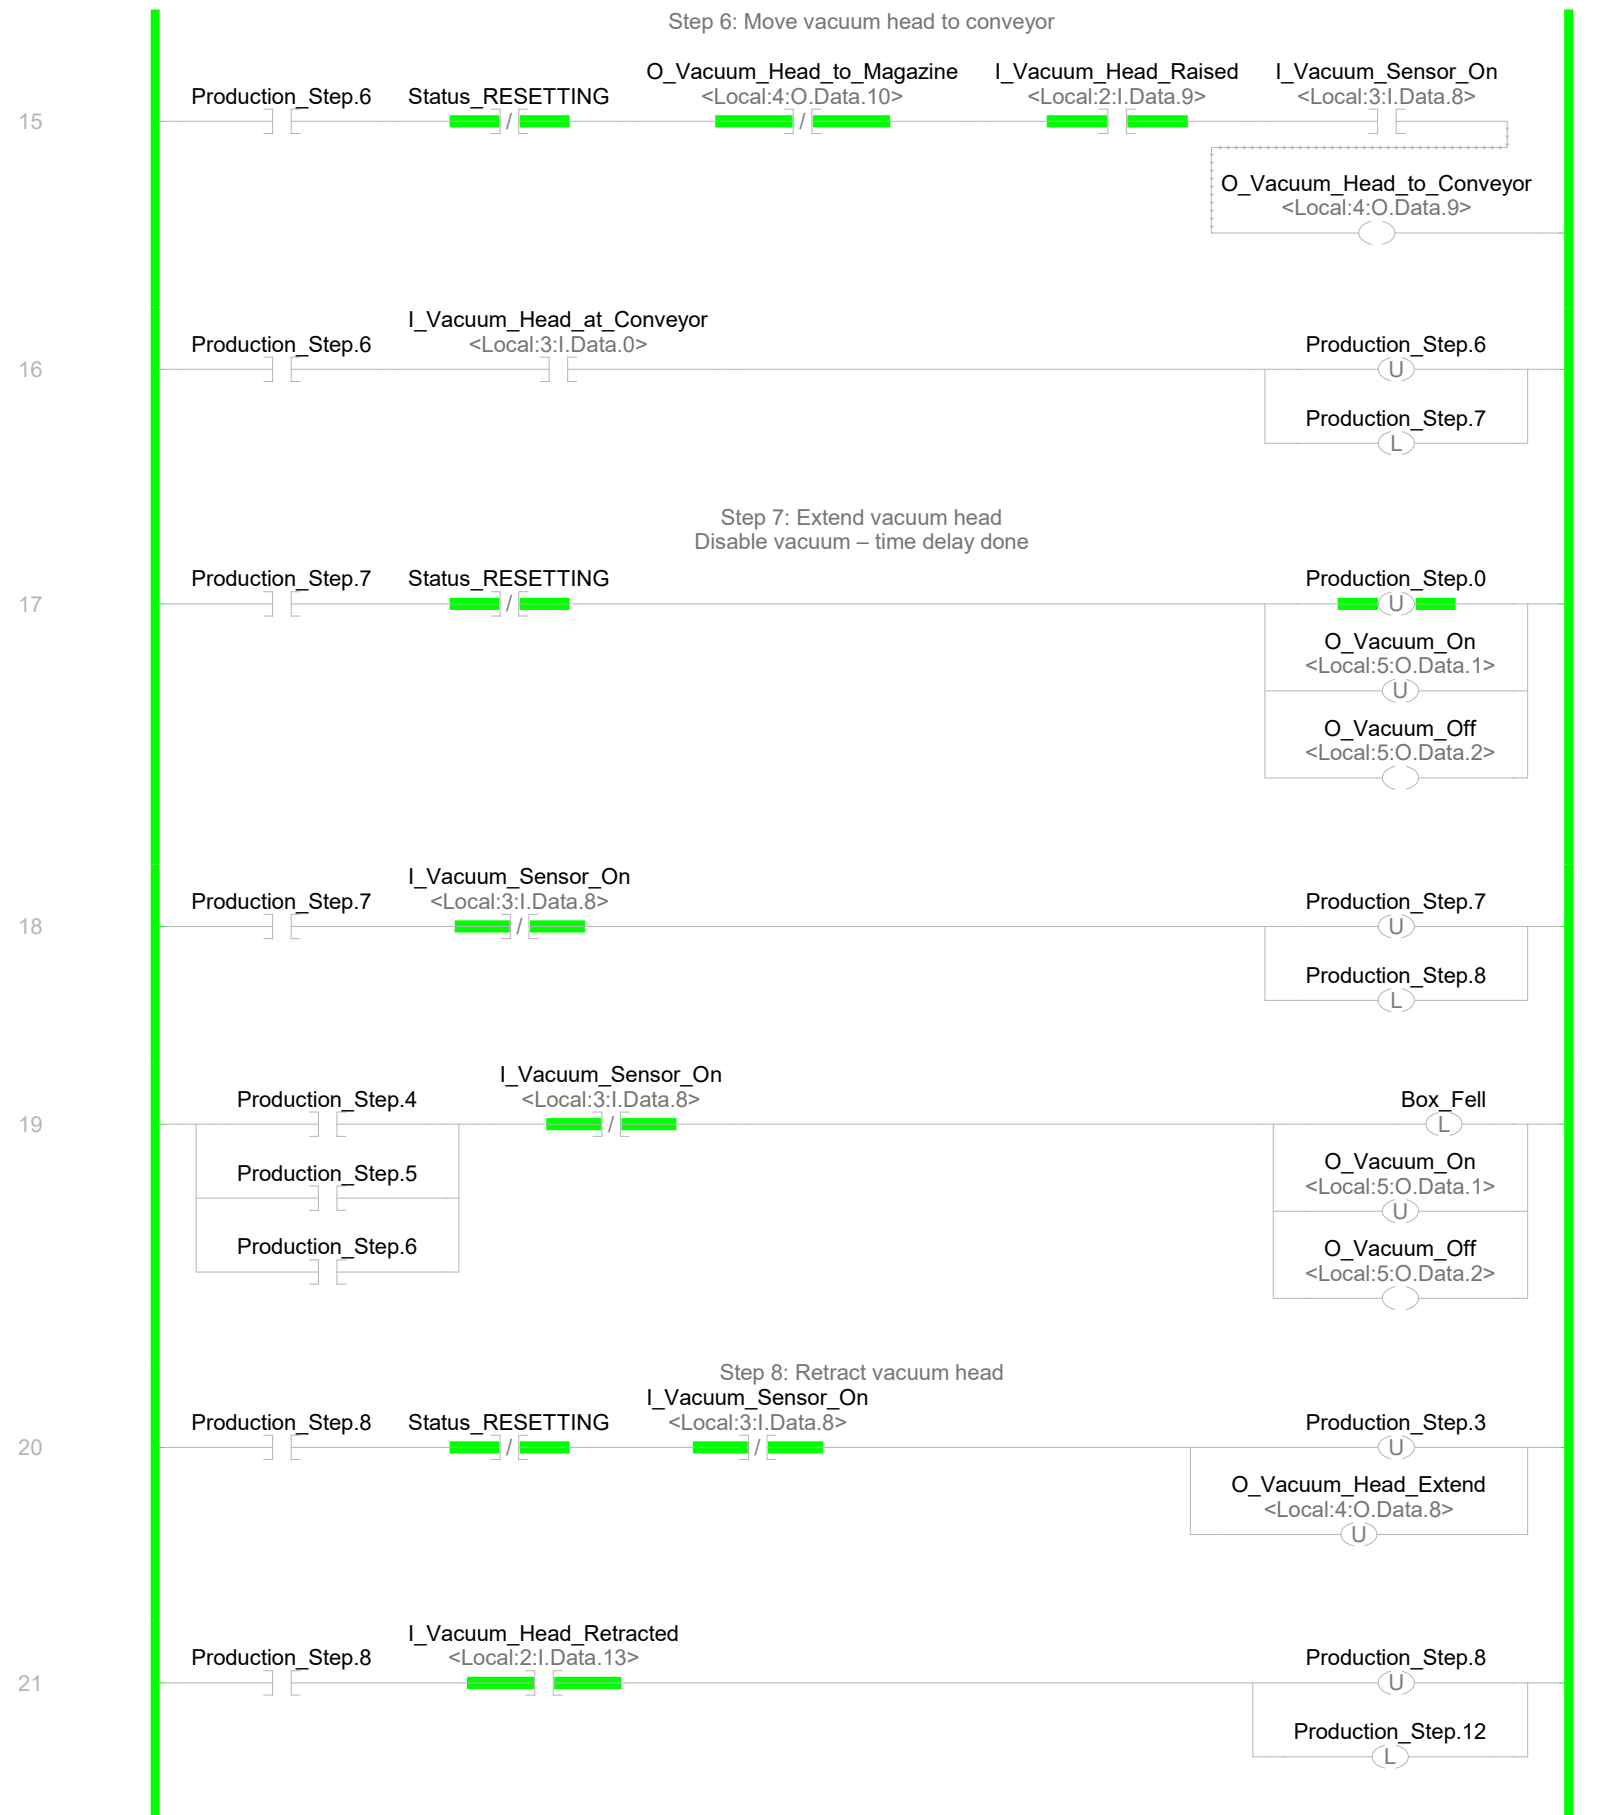 Step 6: Move vacuum head to conveyor
O_Vacuum_Head_to_Magazine I_Vacuum_Head_Raised I_Vacuum_Sensor_On
Production_Step.6 Status_RESETTING <Local:4:O.Data.10> <Local:2:I.Data.9> <Local:3:I.Data.8>
15 /
O_Vacuum_Head_to_Conveyor
<Local:4:O.Data.9>
I_Vacuum_Head_at_Conveyor
Production_Step.6 <Local:3:I.Data.0> Production_Step.6
16 U
Production_Step.7
L
Step 7: Extend vacuum head
Disable vacuum – time delay done
Production_Step.7 Status_RESETTING Production_Step.0
17 / U
O_Vacuum_On
<Local:5:O.Data.1>
U
O_Vacuum_Off
<Local:5:O.Data.2>
I_Vacuum_Sensor_On
Production_Step.7 <Local:3:I.Data.8> Production_Step.7
18 / U
Production_Step.8
L
I_Vacuum_Sensor_On
Production_Step.4 <Local:3:I.Data.8> Box_Fell
19 / L
Production_Step.5 O_Vacuum_On
<Local:5:O.Data.1>
U
Production_Step.6 O_Vacuum_Off
<Local:5:O.Data.2>
Step 8: Retract vacuum head
I_Vacuum_Sensor_On
Production_Step.8 Status_RESETTING <Local:3:I.Data.8> Production_Step.3
20 / / U
O_Vacuum_Head_Extend
<Local:4:O.Data.8>
U
I_Vacuum_Head_Retracted
Production_Step.8 <Local:2:I.Data.13> Production_Step.8
21 U
Production_Step.12
L